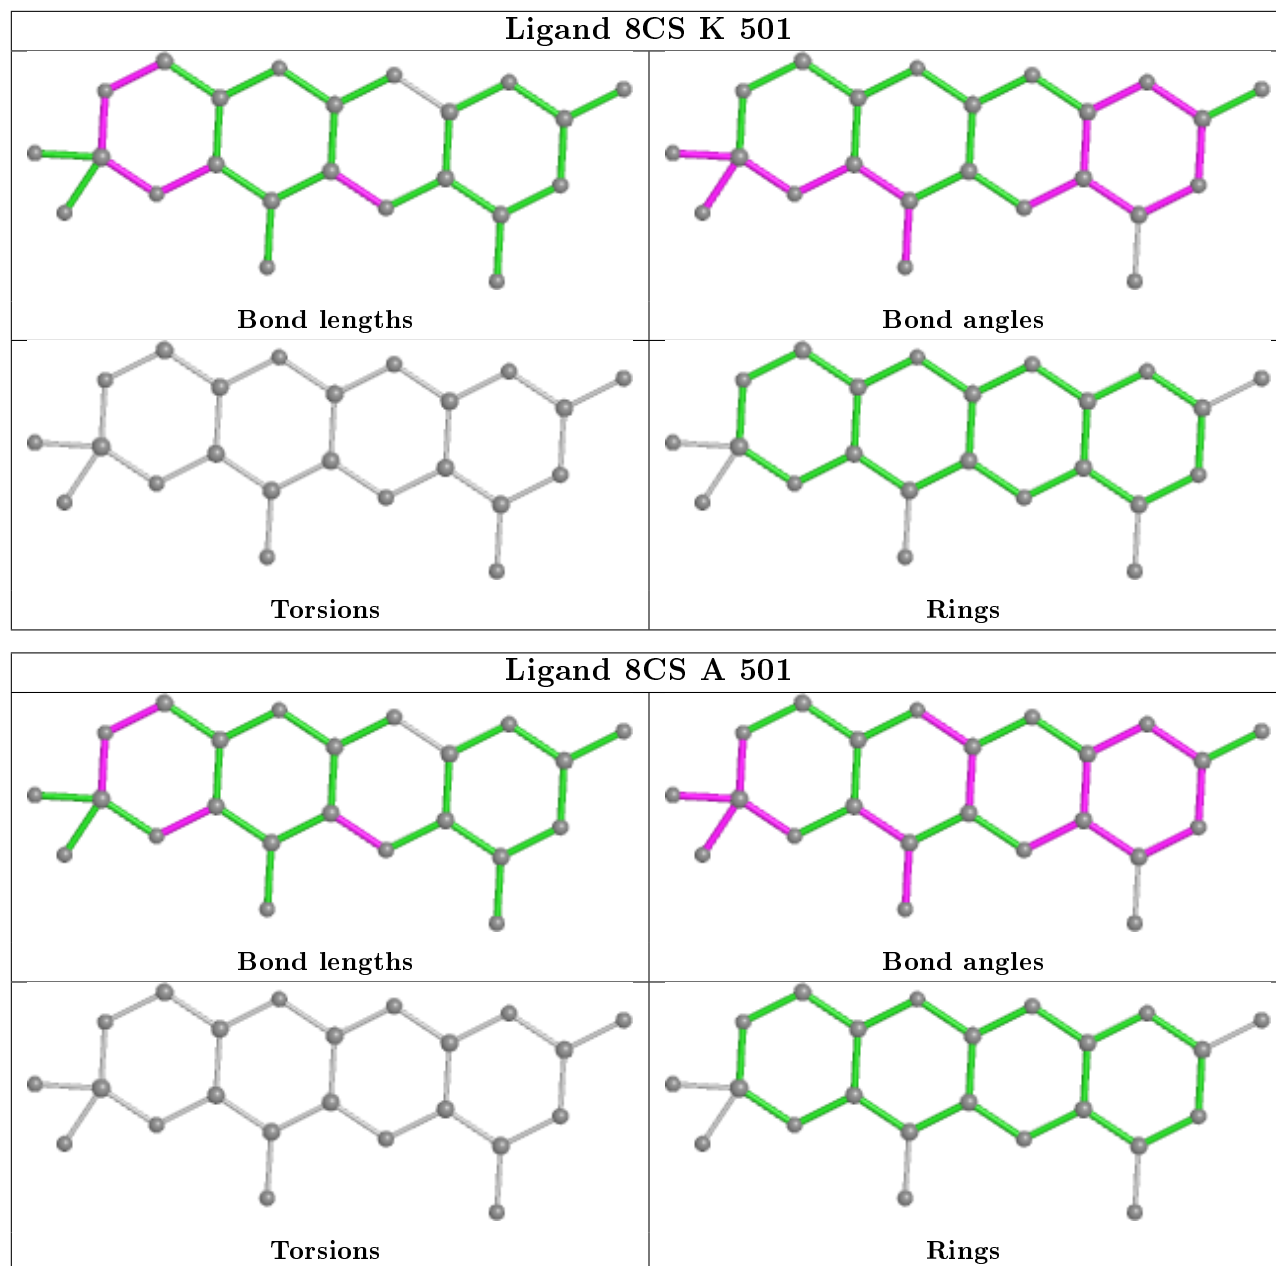 Ligand 8CS K 501
Bond lengths
Bond angles
Torsions
Rings
Ligand 8CS A 501
Bond lengths
Bond angles
Torsions
Rings